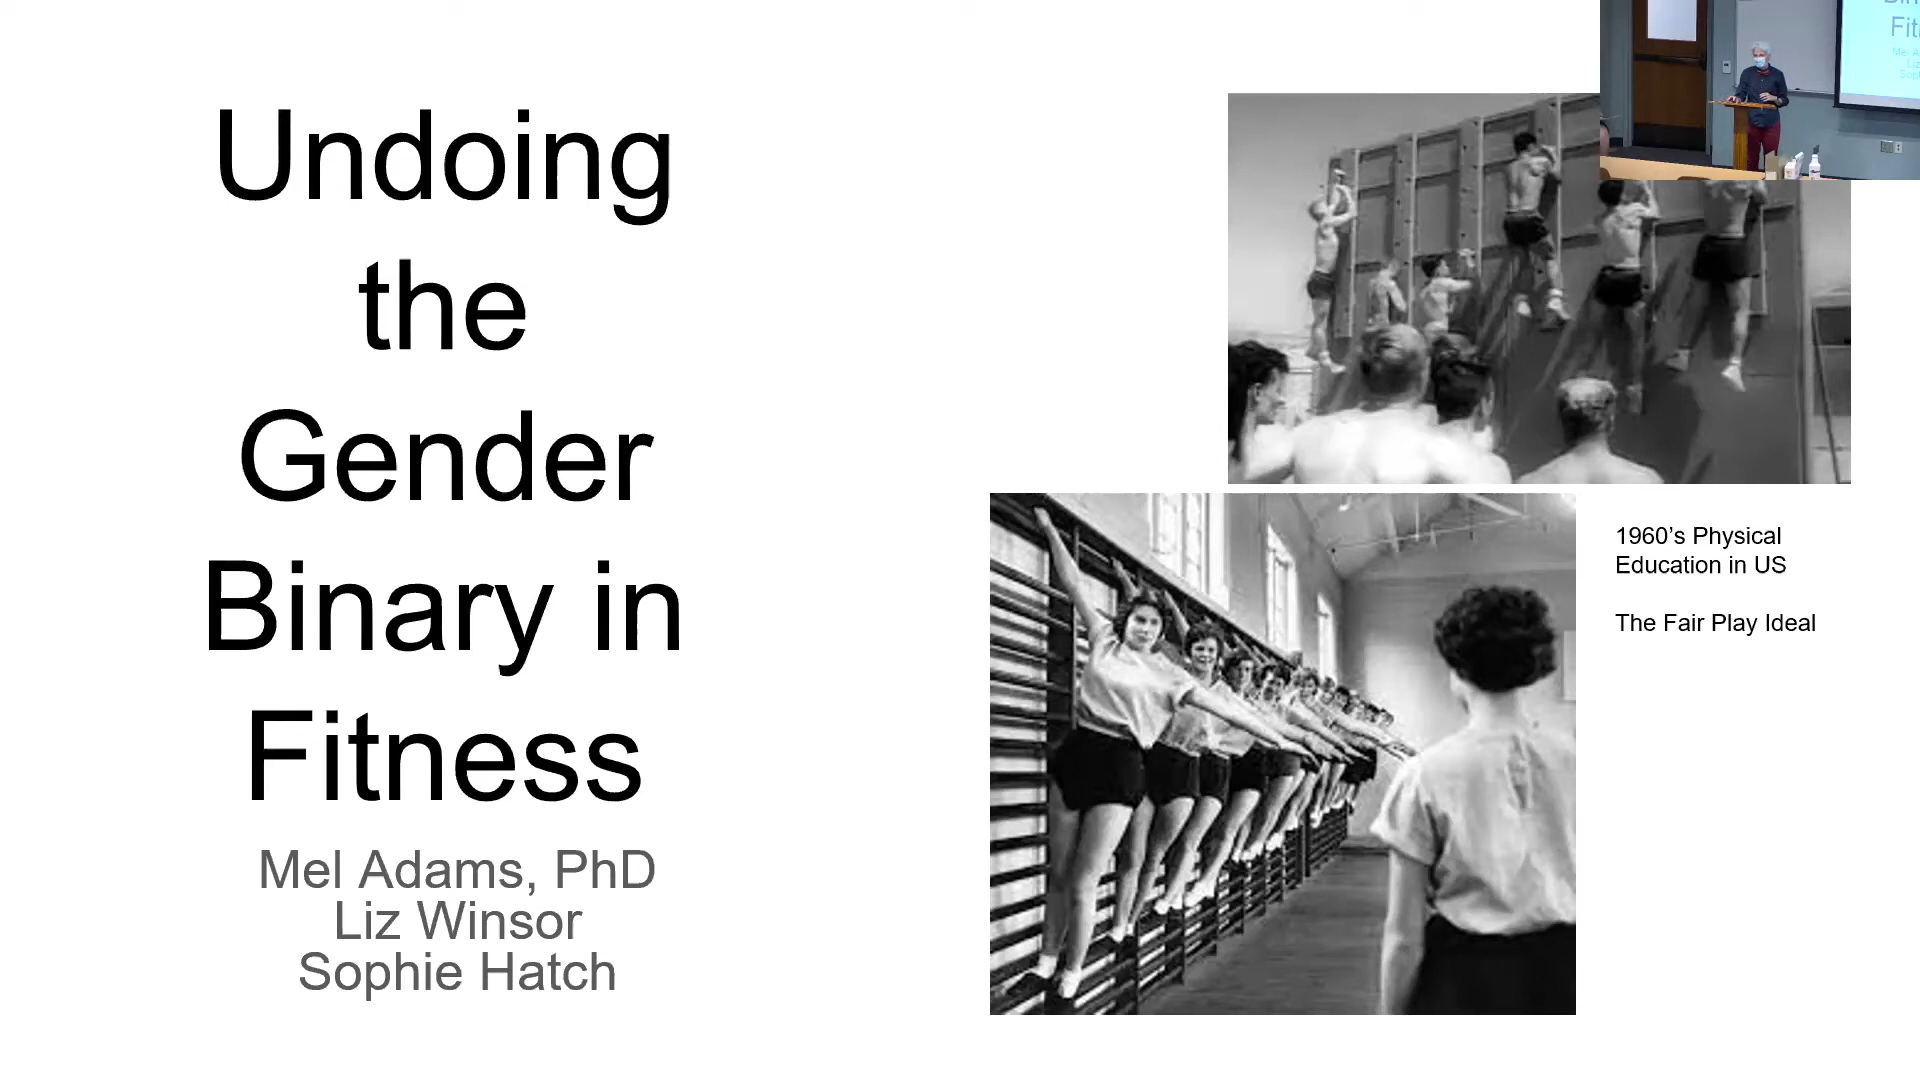 Undoing
the
Gender
Binary in
Fitness
Mel Adams, PhD
Liz Winsor
Sophie Hatch
1960’s Physical
Education in US
The Fair Play Ideal
Fit